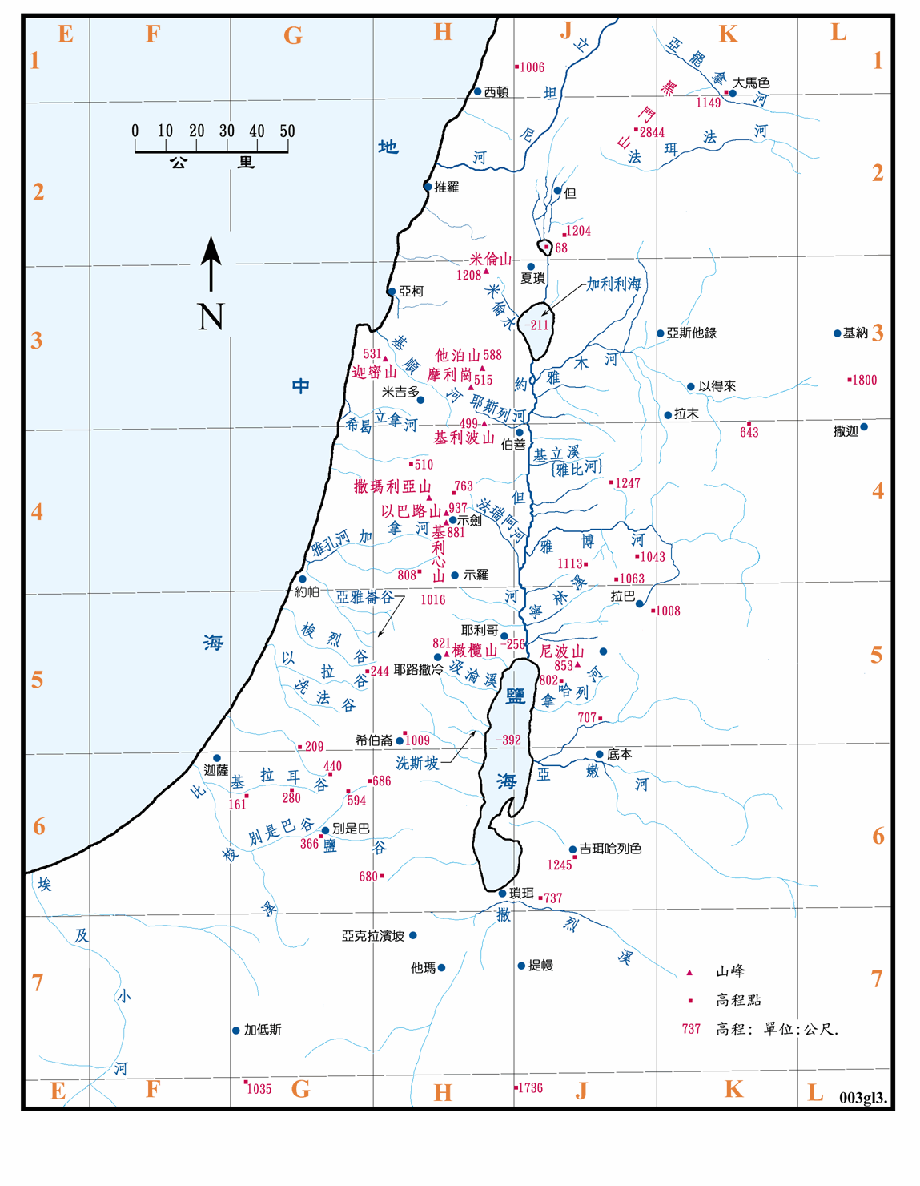 E F G H J K L
1
1006
西頓
立坦尼河
亞罷拿河
大馬色
1149
1
黑門山
2844
法珥法河
0 10 20 30 40 50
公里
地中海
2
推羅
但
2
1204
68
N
米倫山
1208
夏瑣
米倫水
加利利海
-211
亞柯
亞斯他錄
基納
3
3
531
迦密山
基順河
他泊山 588
摩利崗
515
約但河
雅木河
1800
米吉多
以得來
耶斯列河
拉末
希曷立拿河
499
基利波山
伯善
643
撒迦
510
基立溪
(雅比河)
撒瑪利亞山
763
1247
4
以巴路山
937
示劍
881
法瑞阿河
4
基利心山
雅孔河
加拿河
雅博河
1043
1113
1063
808
示羅
寧林溪
約帕
亞雅崙谷
1016
拉巴
1008
梭烈谷
耶利哥
-256
821
橄欖山
尼波山
853
5
以拉谷
244
耶路撒冷
汲淪溪
802
拿哈列河
5
洗法谷
鹽海
707
希伯崙
1009
392
209
洗斯坡
底本
迦薩
440
686
亞嫩河
比梭溪
基拉耳谷
161
280
594
6
別是巴谷
別是巴
366
鹽谷
吉珥哈列色
1245
6
680
瑣珥
737
埃及小河
撒烈溪
亞克拉濱坡
他瑪
提幔
7
山峰
7
高程點
加低斯
737 高程: 單位:公尺.
1035
1736
E F G H J K L
003gl3.